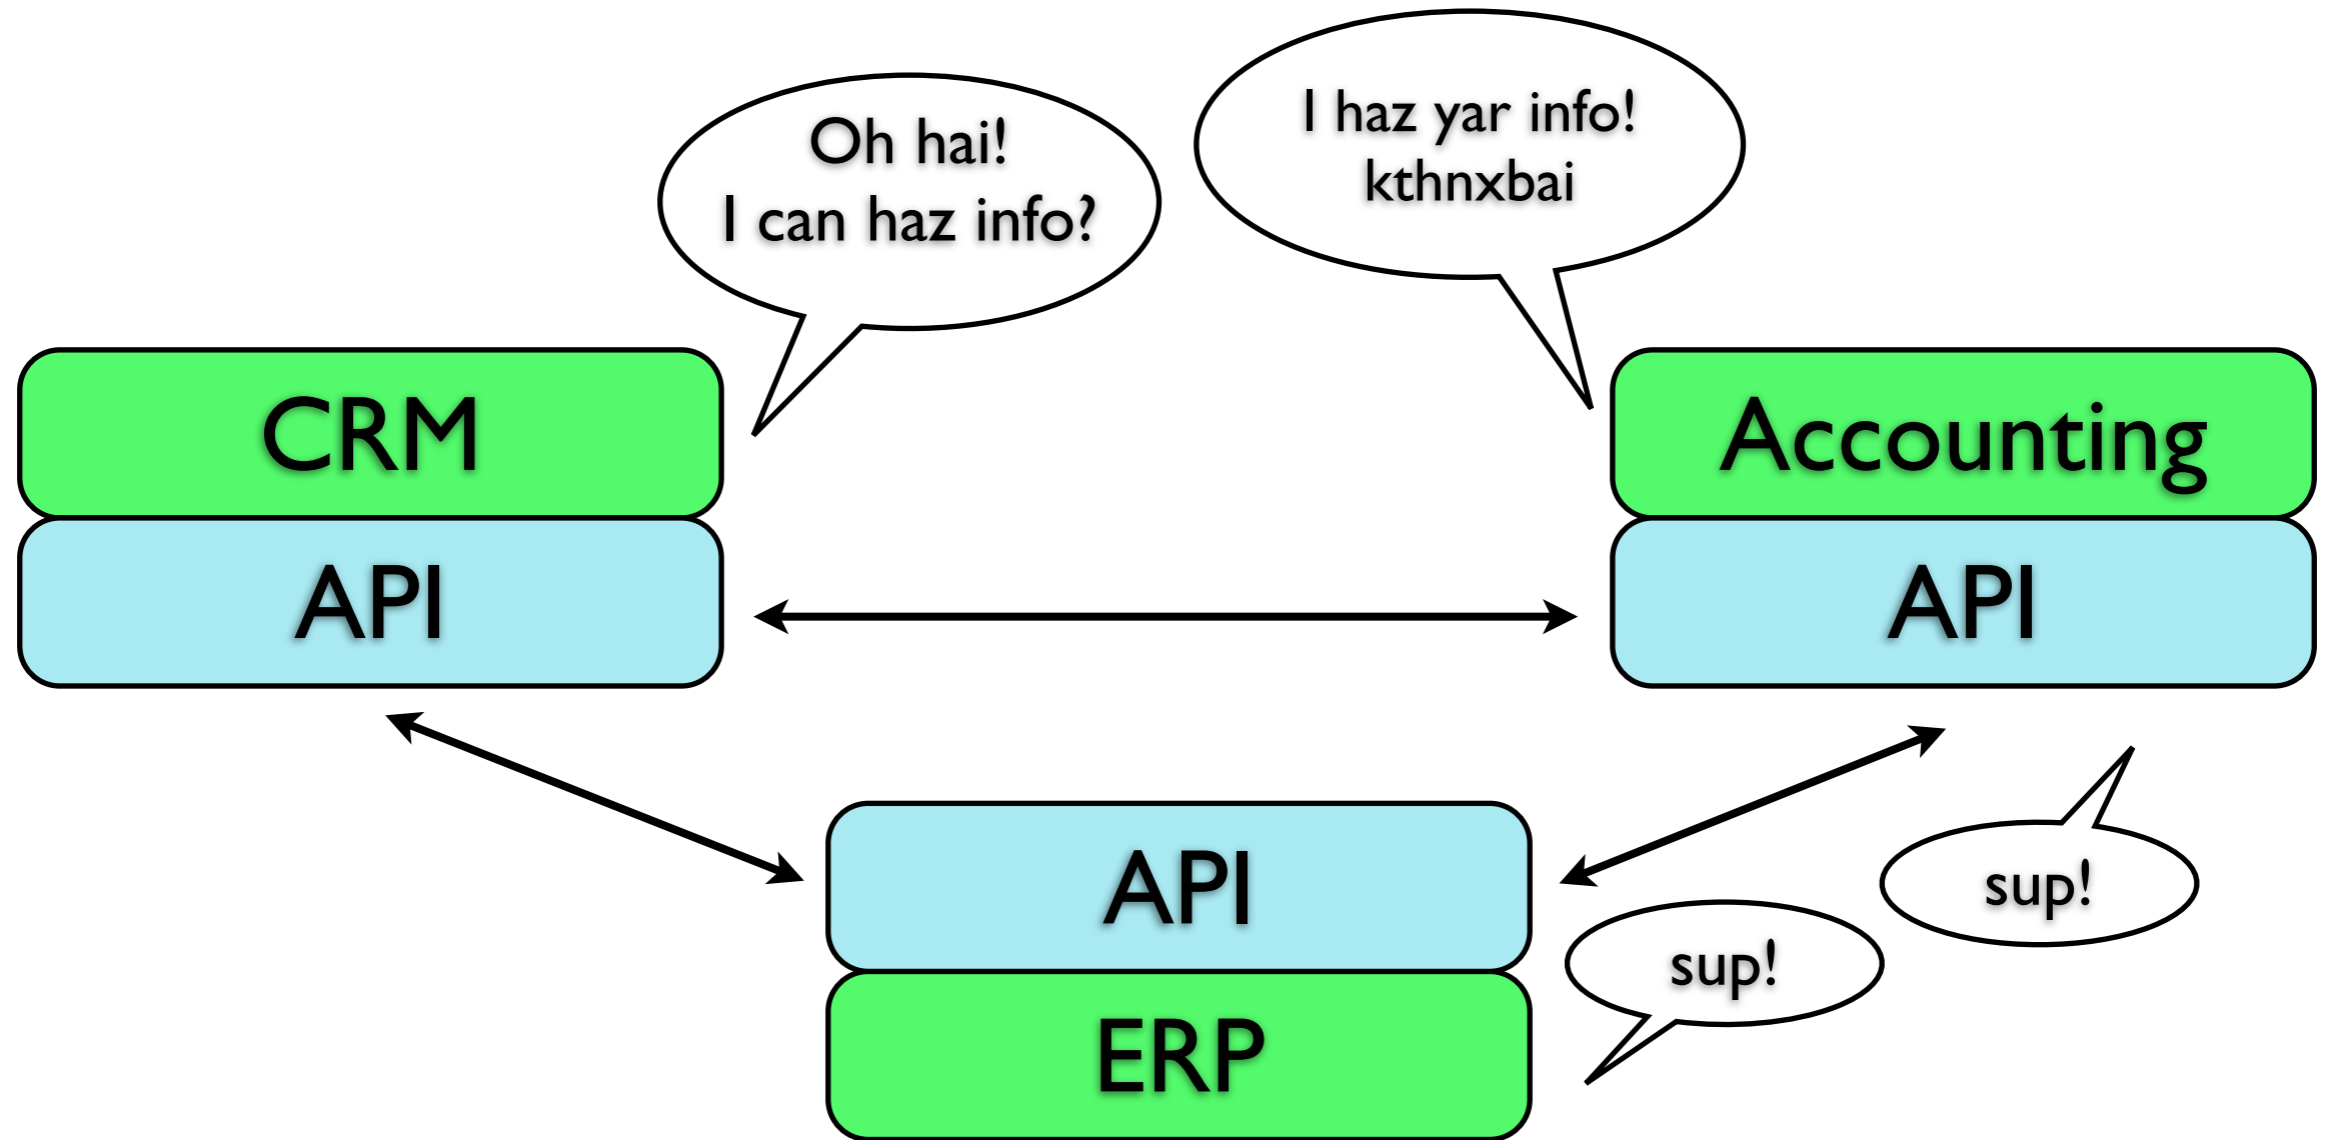 Oh hai!
I can haz info?
I haz yar info!
kthnxbai
CRM
API
Accounting
API
API
ERP
sup!
sup!